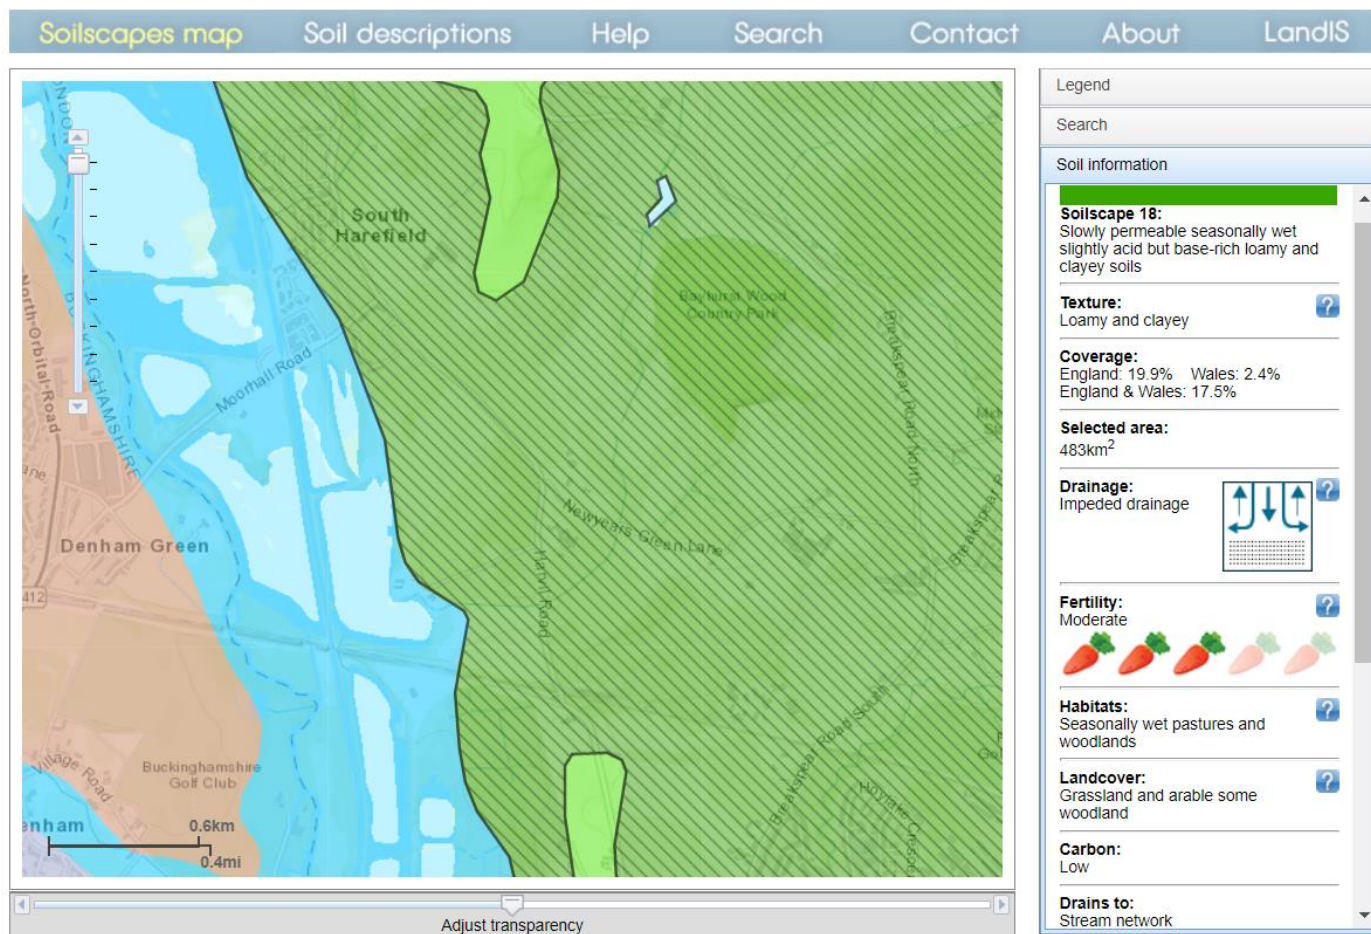 Soilscapes map Soil descriptions Help Search Contact About LandIS
South
Harefield
Bayhurst Wood
Country Park
North-Orbital-Road
BUCKINGHAMSHIRE
Moorhall Road
Breakspear Road North
Newyears Green Lane
Harvil Road
Denham Green
412
Breakspear Road South
Hoylake
Village Road
Buckinghamshire
Golf Club
enham
0.6km
0.4mi
Adjust transparency
Legend
Search
Soil information
Soilscape 18:
Slowly permeable seasonally wet
slightly acid but base-rich loamy and
clayey soils
Texture:
Loamy and clayey
Coverage:
England: 19.9% Wales: 2.4%
England & Wales: 17.5%
Selected area:
483km²
Drainage:
Impeded drainage
Fertility:
Moderate
Habitats:
Seasonally wet pastures and
woodlands
Landcover:
Grassland and arable some
woodland
Carbon:
Low
Drains to:
Stream network